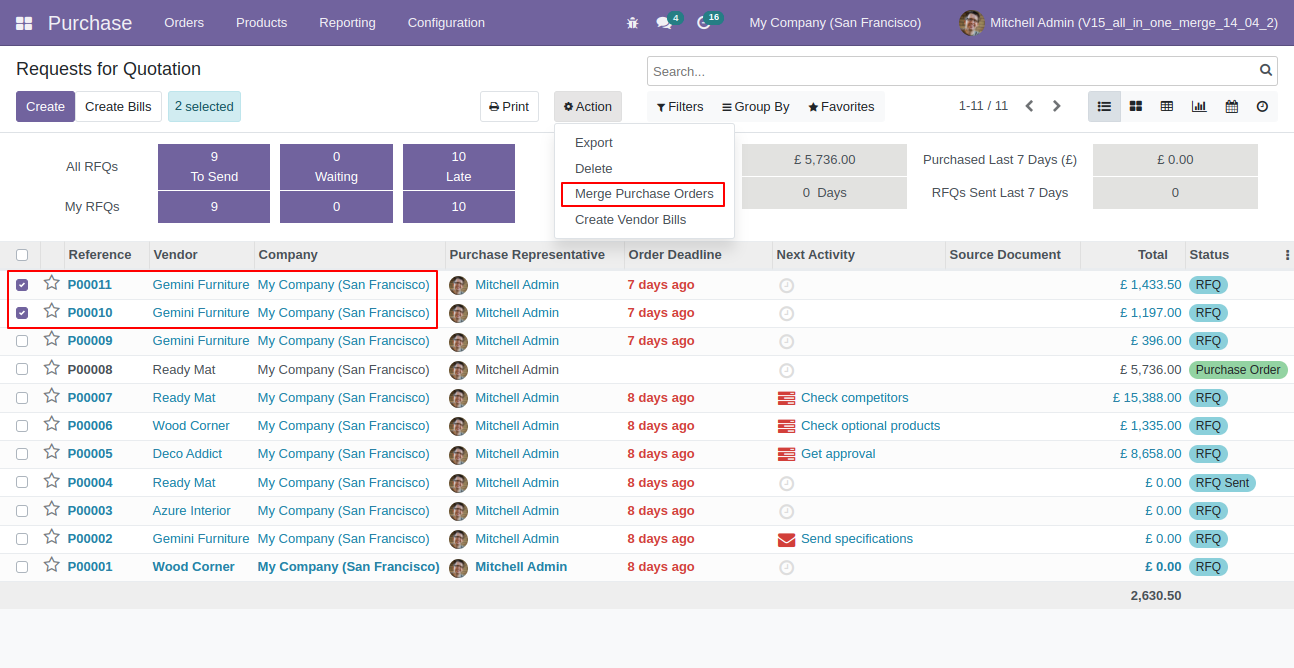 Purchase Orders Products Reporting Configuration 4 16 My Company (San Francisco) Mitchell Admin (V15_all_in_one_merge_14_04_2)
Requests for Quotation Search...
Create Create Bills 2 selected Print Action Filters Group By Favorites 1-11 / 11
Export
Delete
Merge Purchase Orders
Create Vendor Bills
All RFQs 9 To Send 0 Waiting 10 Late £ 5,736.00 Purchased Last 7 Days (£) £ 0.00
My RFQs 9 0 10 0 Days RFQs Sent Last 7 Days 0
Reference Vendor Company Purchase Representative Order Deadline Next Activity Source Document Total Status
P00011 Gemini Furniture My Company (San Francisco) Mitchell Admin 7 days ago £ 1,433.50 RFQ
P00010 Gemini Furniture My Company (San Francisco) Mitchell Admin 7 days ago £ 1,197.00 RFQ
P00009 Gemini Furniture My Company (San Francisco) Mitchell Admin 7 days ago £ 396.00 RFQ
P00008 Ready Mat My Company (San Francisco) Mitchell Admin £ 5,736.00 Purchase Order
P00007 Ready Mat My Company (San Francisco) Mitchell Admin 8 days ago Check competitors £ 15,388.00 RFQ
P00006 Wood Corner My Company (San Francisco) Mitchell Admin 8 days ago Check optional products £ 1,335.00 RFQ
P00005 Deco Addict My Company (San Francisco) Mitchell Admin 8 days ago Get approval £ 8,658.00 RFQ
P00004 Ready Mat My Company (San Francisco) Mitchell Admin 8 days ago £ 0.00 RFQ Sent
P00003 Azure Interior My Company (San Francisco) Mitchell Admin 8 days ago £ 0.00 RFQ
P00002 Gemini Furniture My Company (San Francisco) Mitchell Admin 8 days ago Send specifications £ 0.00 RFQ
P00001 Wood Corner My Company (San Francisco) Mitchell Admin 8 days ago £ 0.00 RFQ
2,630.50